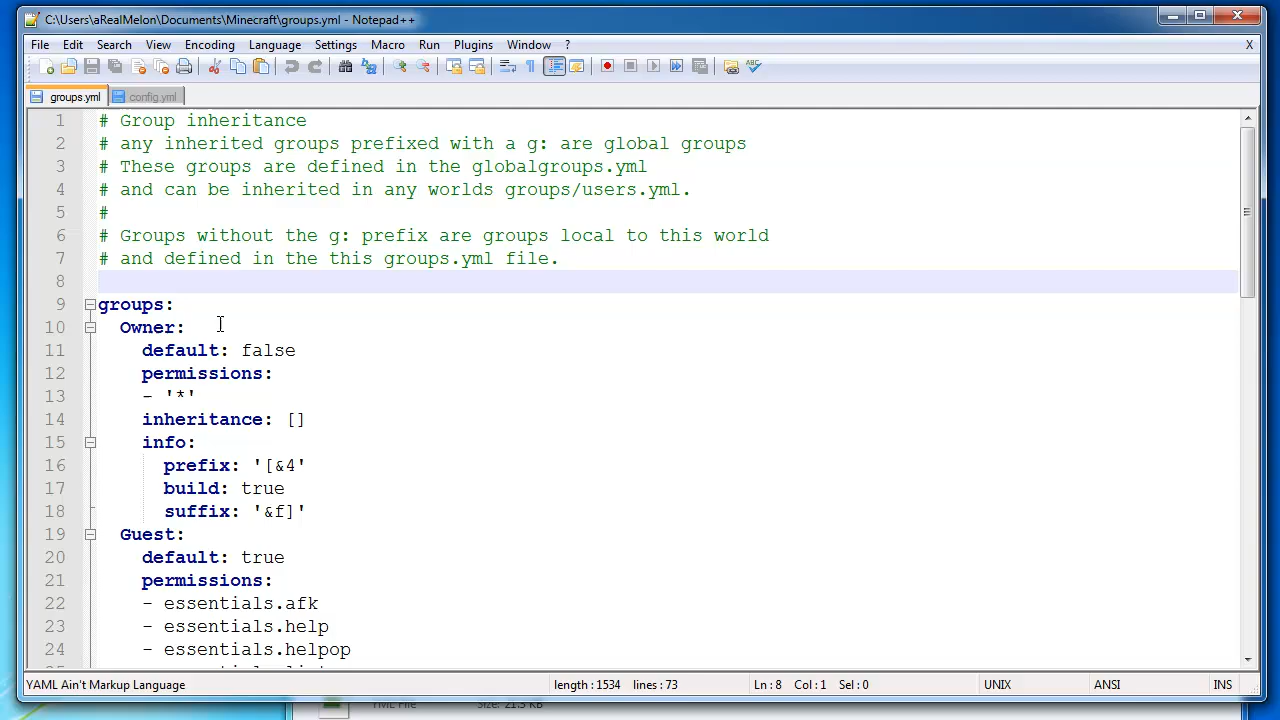 C:\Users\aRealMelon\Documents\Minecraft\groups.yml - Notepad++
File Edit Search View Encoding Language Settings Macro Run Plugins Window ? X
groups.yml config.yml
1 # Group inheritance
2 # any inherited groups prefixed with a g: are global groups
3 # These groups are defined in the globalgroups.yml
4 # and can be inherited in any worlds groups/users.yml.
5 #
6 # Groups without the g: prefix are groups local to this world
7 # and defined in the this groups.yml file.
8
9 groups:
10 Owner:
11 default: false
12 permissions:
13 - '*'
14 inheritance: []
15 info:
16 prefix: '[&4'
17 build: true
18 suffix: '&f]'
19 Guest:
20 default: true
21 permissions:
22 - essentials.afk
23 - essentials.help
24 - essentials.helpop
YAML Ain't Markup Language length : 1534 lines : 73 Ln : 8 Col : 1 Sel : 0 UNIX ANSI INS
YML File Size: 21.3 KB